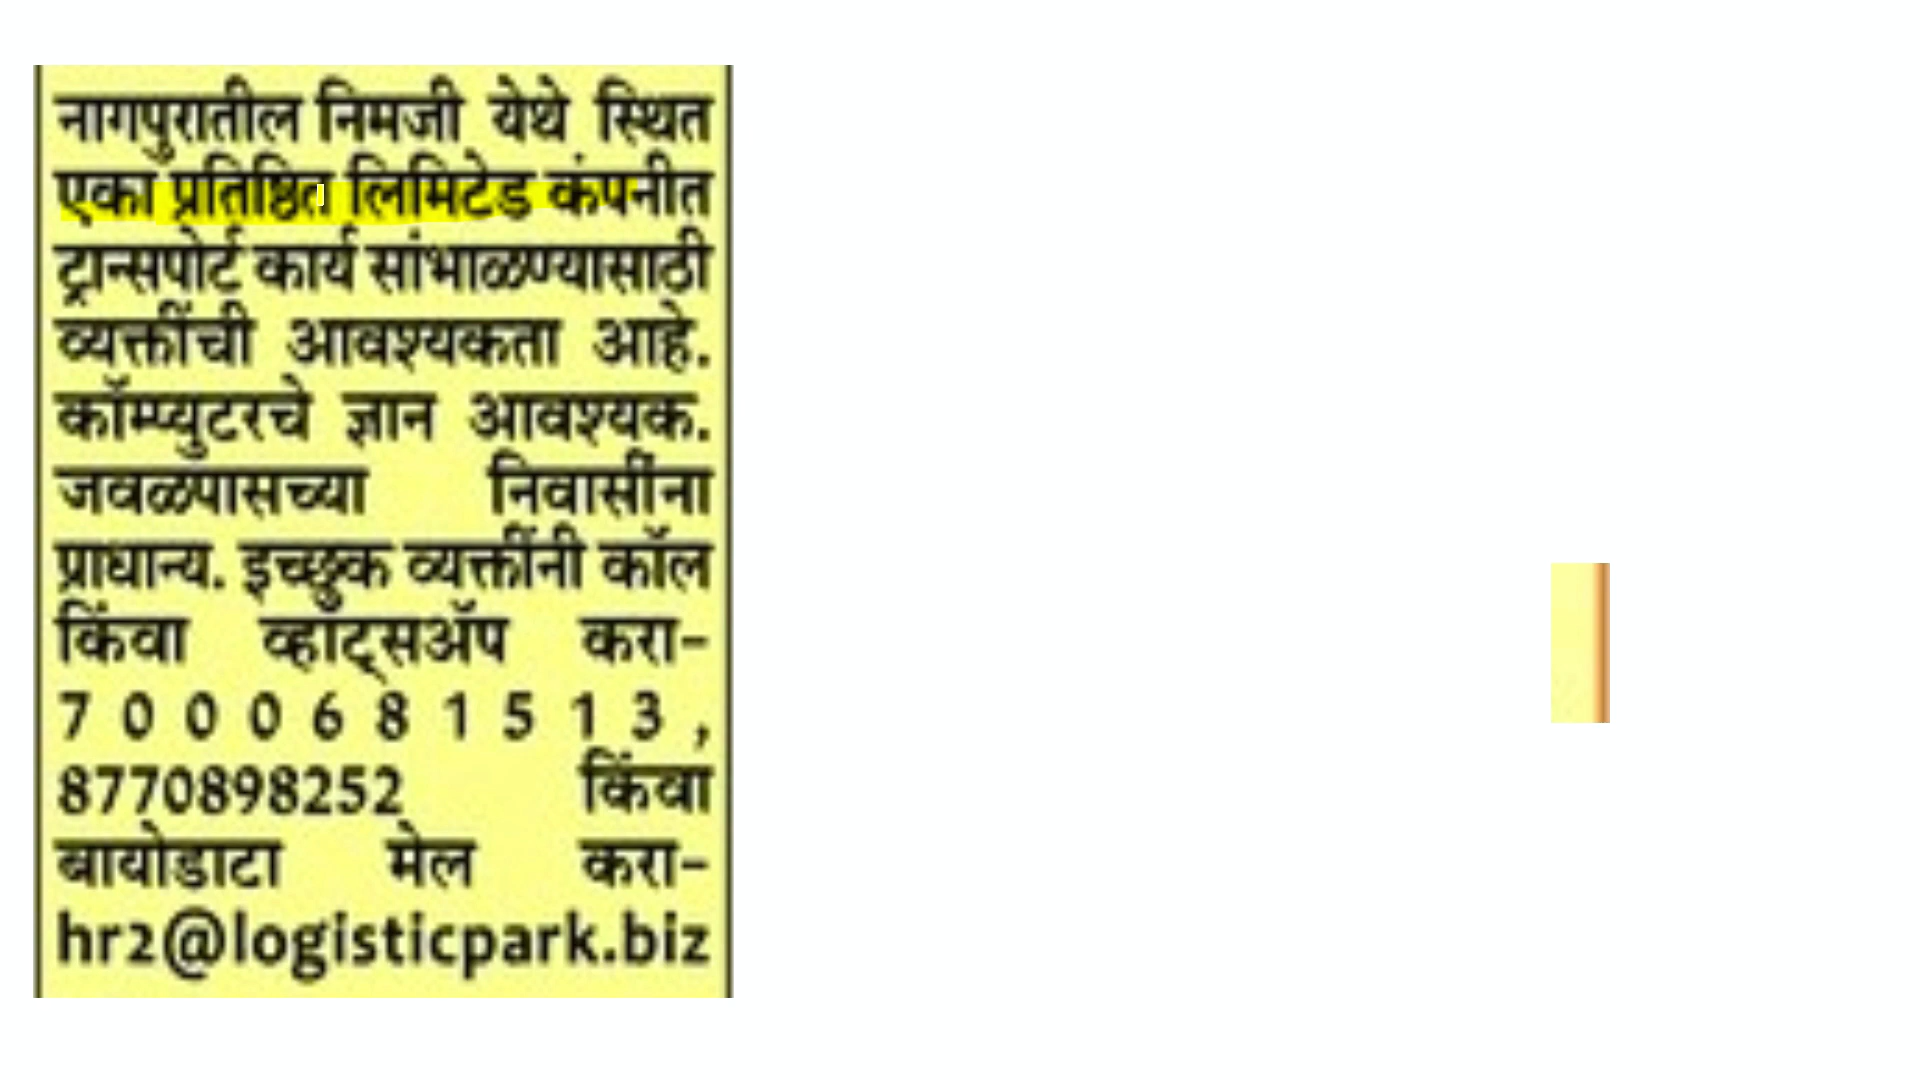 नागपुरातील निमजी येथे स्थित
एका प्रतिष्ठित लिमिटेड कंपनीत
ट्रान्सपोर्ट कार्य सांभाळण्यासाठी
व्यक्तींची आवश्यकता आहे.
कॉम्प्युटरचे ज्ञान आवश्यक.
जवळपासच्या निवासींना
प्राधान्य. इच्छुक व्यक्तींनी कॉल
किंवा व्हॉट्सॲप करा-
7000681513,
8770898252 किंवा
बायोडाटा मेल करा-
hr2@logisticpark.biz